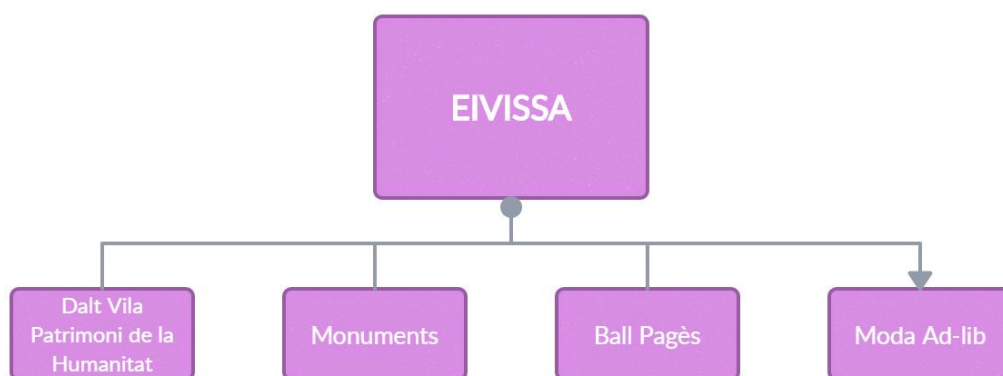 EIVISSA
Dalt Vila
Patrimoni de la
Humanitat
Monuments
Ball Pagès
Moda Ad-lib